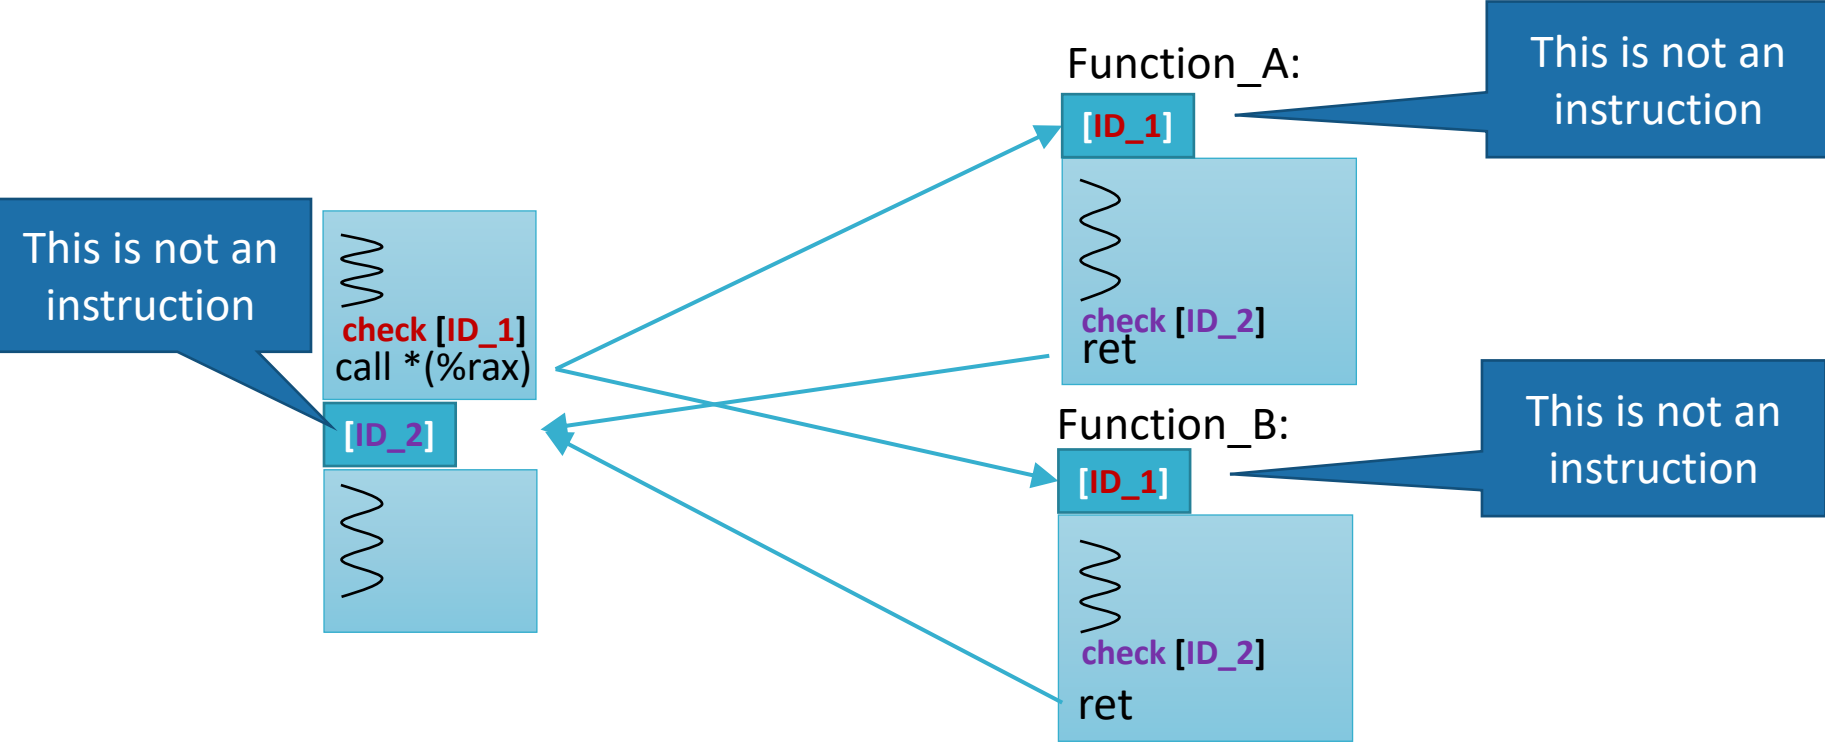 This is not an
instruction
check [ID_1]
call *(%rax)
[ID_2]
Function_A:
[ID_1]
This is not an
instruction
check [ID_2]
ret
Function_B:
[ID_1]
This is not an
instruction
check [ID_2]
ret